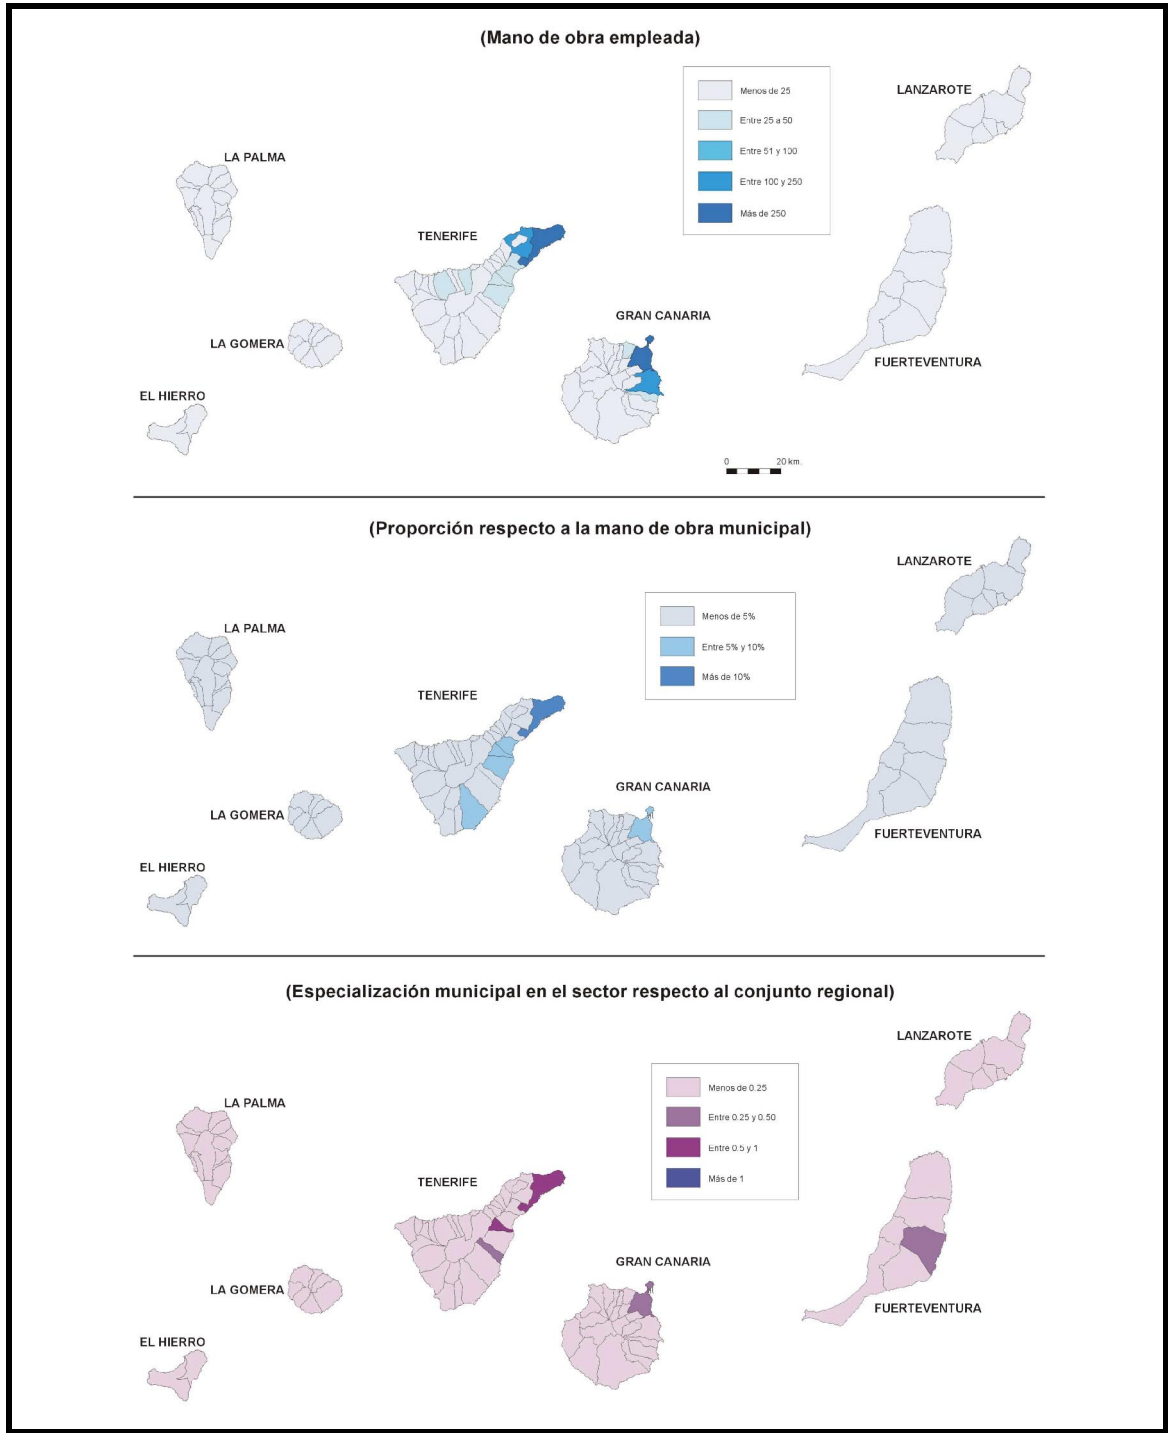 (Mano de obra empleada)
LANZAROTE
Menos de 25
Entre 25 a 50
Entre 51 y 100
Entre 100 y 250
Más de 250
LA PALMA
TENERIFE
GRAN CANARIA
LA GOMERA
FUERTEVENTURA
EL HIERRO
0 20 km.
(Proporción respecto a la mano de obra municipal)
LANZAROTE
Menos de 5%
Entre 5% y 10%
Más de 10%
LA PALMA
TENERIFE
GRAN CANARIA
LA GOMERA
FUERTEVENTURA
EL HIERRO
(Especialización municipal en el sector respecto al conjunto regional)
LANZAROTE
Menos de 0.25
Entre 0.25 y 0.50
Entre 0.5 y 1
Más de 1
LA PALMA
TENERIFE
GRAN CANARIA
LA GOMERA
FUERTEVENTURA
EL HIERRO